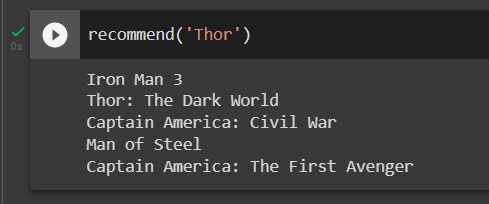 recommend('Thor')
0s
Iron Man 3
Thor: The Dark World
Captain America: Civil War
Man of Steel
Captain America: The First Avenger